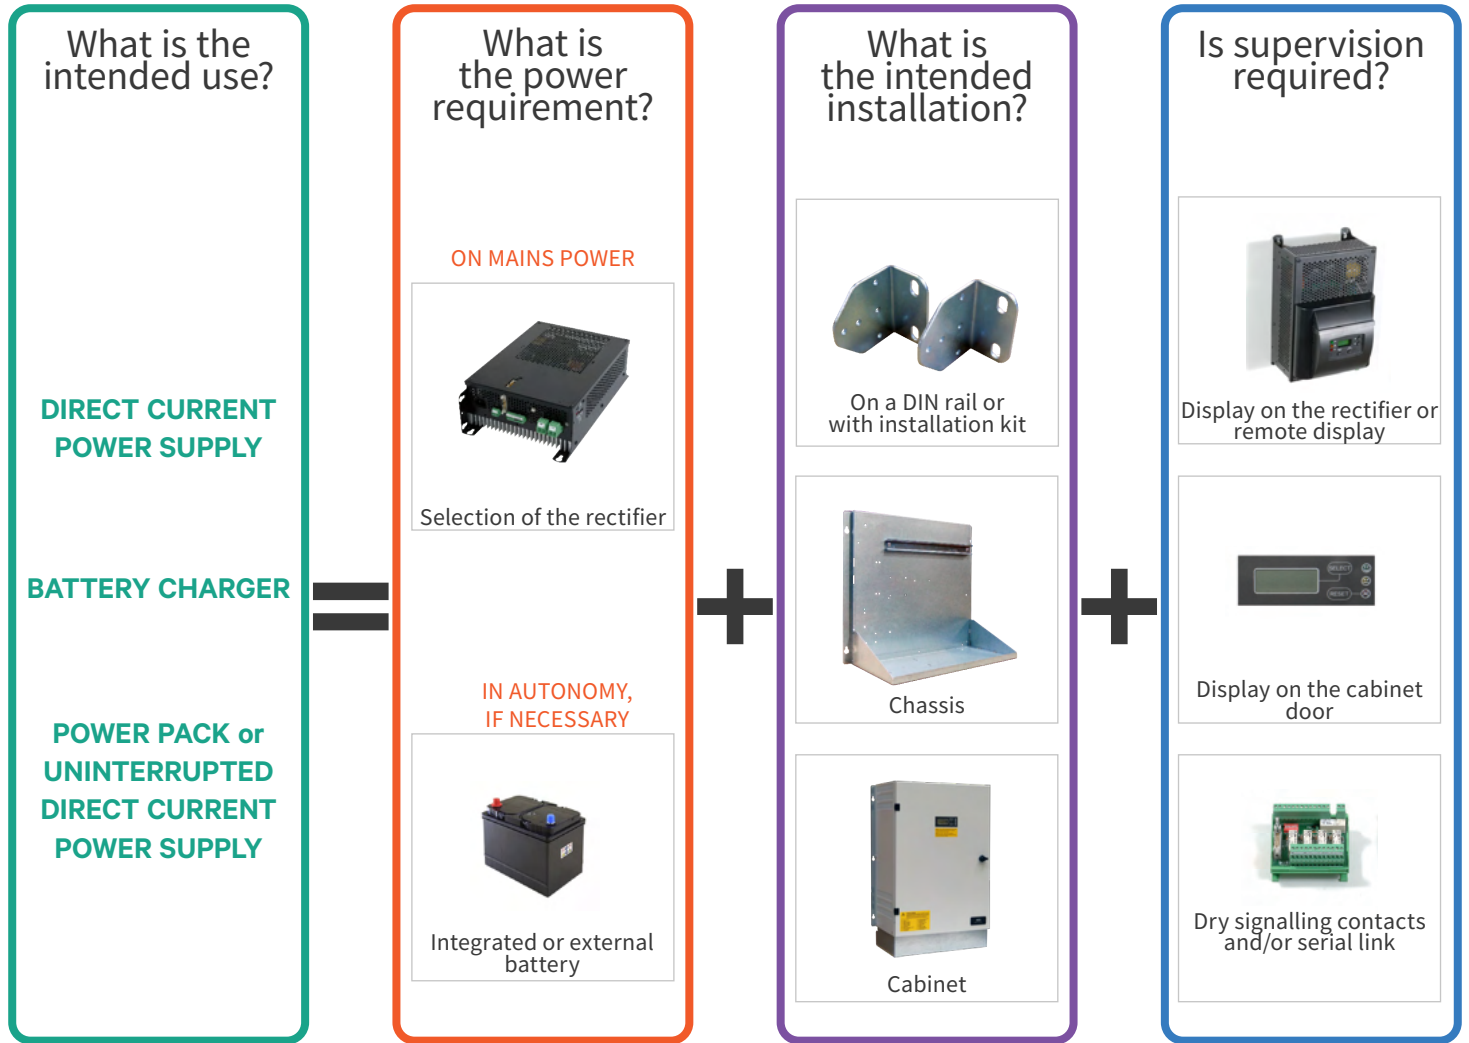 What is the
intended use?
DIRECT CURRENT
POWER SUPPLY
BATTERY CHARGER
POWER PACK or
UNINTERRUPTED
DIRECT CURRENT
POWER SUPPLY
=
What is
the power
requirement?
ON MAINS POWER
Selection of the rectifier
IN AUTONOMY,
IF NECESSARY
Integrated or external
battery
+
What is
the intended
installation?
On a DIN rail or
with installation kit
Chassis
Cabinet
+
Is supervision
required?
Display on the rectifier or
remote display
SELECT
RESET
Display on the cabinet
door
Dry signalling contacts
and/or serial link